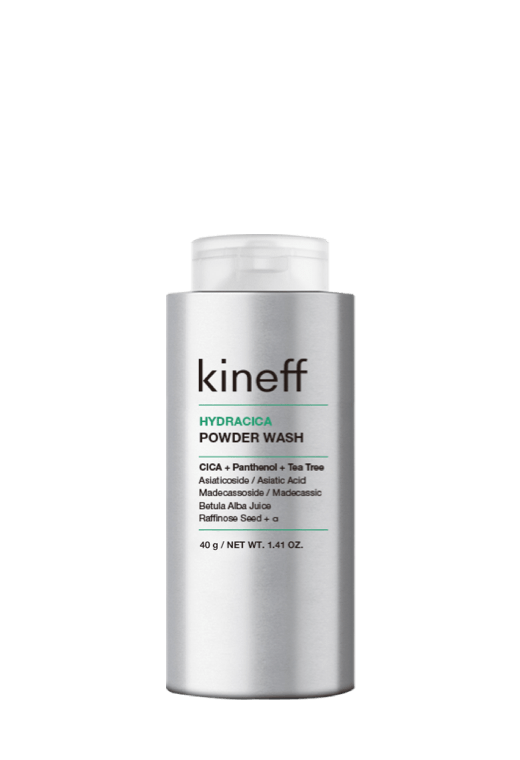 kineff
HYDRACICA
POWDER WASH
CICA + Panthenol + Tea Tree
Asiaticoside / Asiatic Acid
Madecassoside / Madecassic
Betula Alba Juice
Raffinose Seed + α
40 g / NET WT. 1.41 OZ.